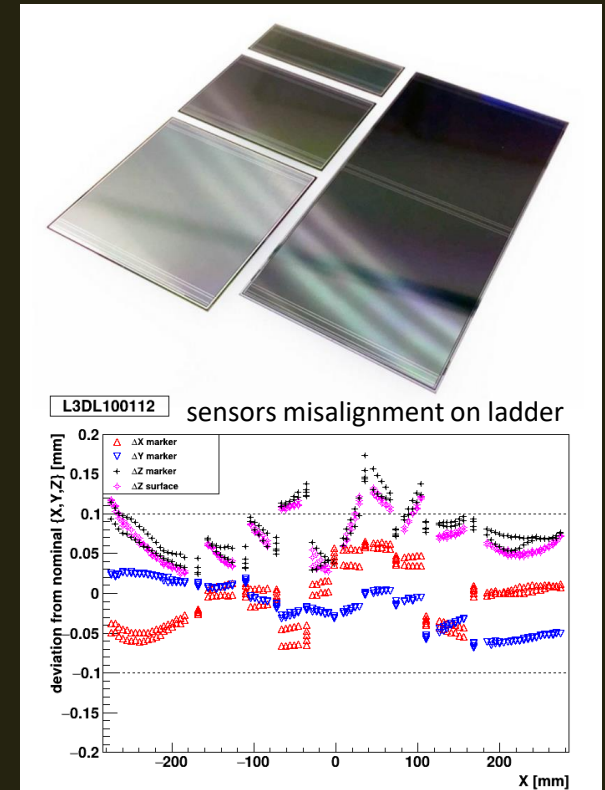 L3DL100112
sensors misalignment on ladder
deviation from nominal {X,Y,Z} [mm]
0.2
0.15
0.1
0.05
0
−0.05
−0.1
−0.15
−0.2
ΔX marker
ΔY marker
ΔZ marker
ΔZ surface
−200
−100
0
100
200
X [mm]